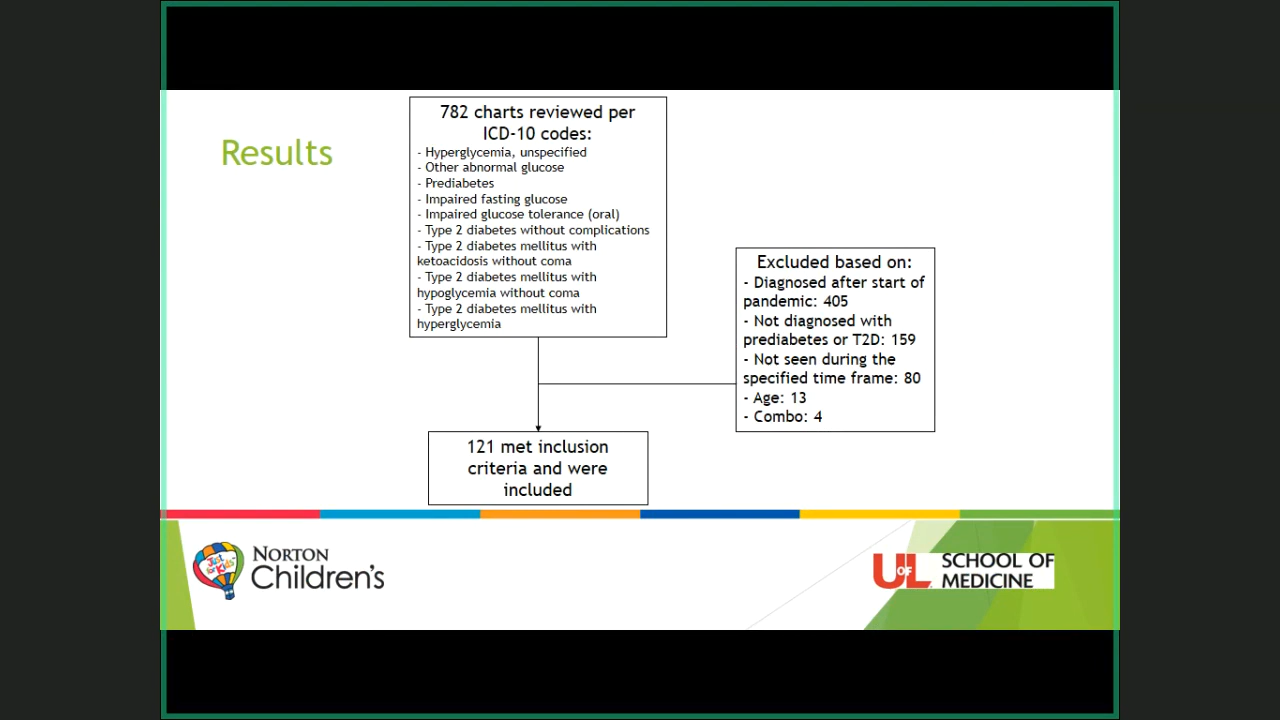 Results
782 charts reviewed per
ICD-10 codes:
- Hyperglycemia, unspecified
- Other abnormal glucose
- Prediabetes
- Impaired fasting glucose
- Impaired glucose tolerance (oral)
- Type 2 diabetes without complications
- Type 2 diabetes mellitus with
ketoacidosis without coma
- Type 2 diabetes mellitus with
hypoglycemia without coma
- Type 2 diabetes mellitus with
hyperglycemia
Excluded based on:
- Diagnosed after start of
pandemic: 405
- Not diagnosed with
prediabetes or T2D: 159
- Not seen during the
specified time frame: 80
- Age: 13
- Combo: 4
121 met inclusion
criteria and were
included
Just
for Kids
NORTON
Children's
UOFL
SCHOOL OF
MEDICINE